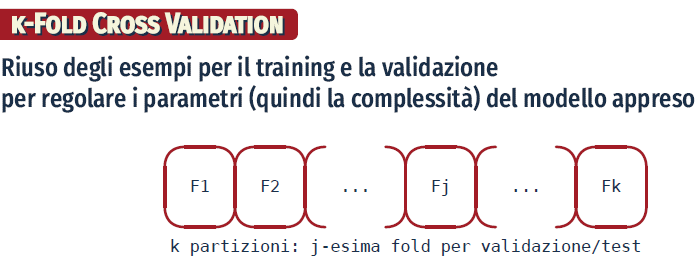 K-FOLD CROSS VALIDATION
Riuso degli esempi per il training e la validazione
per regolare i parametri (quindi la complessità) del modello appreso
F1 F2 ... Fj ... Fk
k partizioni: j-esima fold per validazione/test